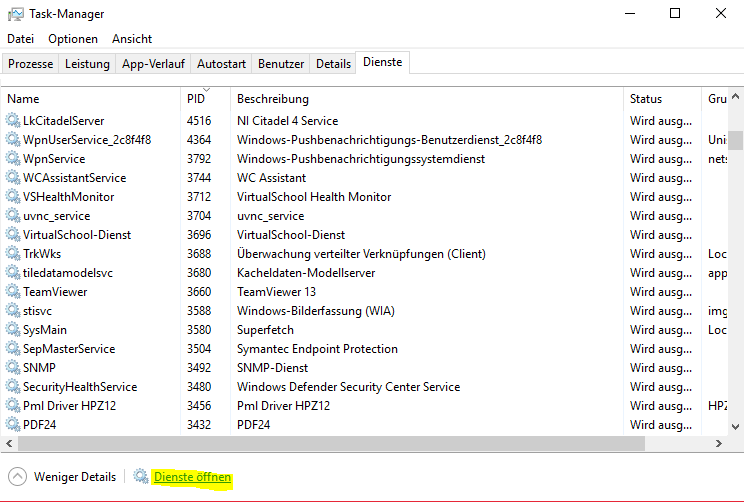 Task-Manager
Datei Optionen Ansicht
Prozesse Leistung App-Verlauf Autostart Benutzer Details Dienste
Name PID Beschreibung Status Gru
LkCitadelServer 4516 NI Citadel 4 Service Wird ausg...
WpnUserService_2c8f4f8 4364 Windows-Pushbenachrichtigungs-Benutzerdienst_2c8f4f8 Wird ausg... Unis
WpnService 3792 Windows-Pushbenachrichtigungssystemdienst Wird ausg... nets
WCAssistantService 3744 WC Assistant Wird ausg...
VSHealthMonitor 3712 VirtualSchool Health Monitor Wird ausg...
uvnc_service 3704 uvnc_service Wird ausg...
VirtualSchool-Dienst 3696 VirtualSchool-Dienst Wird ausg...
TrkWks 3688 Überwachung verteilter Verknüpfungen (Client) Wird ausg... Loc
tiledatamodelsvc 3680 Kacheldaten-Modellserver Wird ausg... app
TeamViewer 3660 TeamViewer 13 Wird ausg...
stisvc 3588 Windows-Bilderfassung (WIA) Wird ausg... img
SysMain 3580 Superfetch Wird ausg... Loc
SepMasterService 3504 Symantec Endpoint Protection Wird ausg...
SNMP 3492 SNMP-Dienst Wird ausg...
SecurityHealthService 3480 Windows Defender Security Center Service Wird ausg...
Pml Driver HPZ12 3456 Pml Driver HPZ12 Wird ausg... HPZ
PDF24 3432 PDF24 Wird ausg...
Weniger Details Dienste öffnen